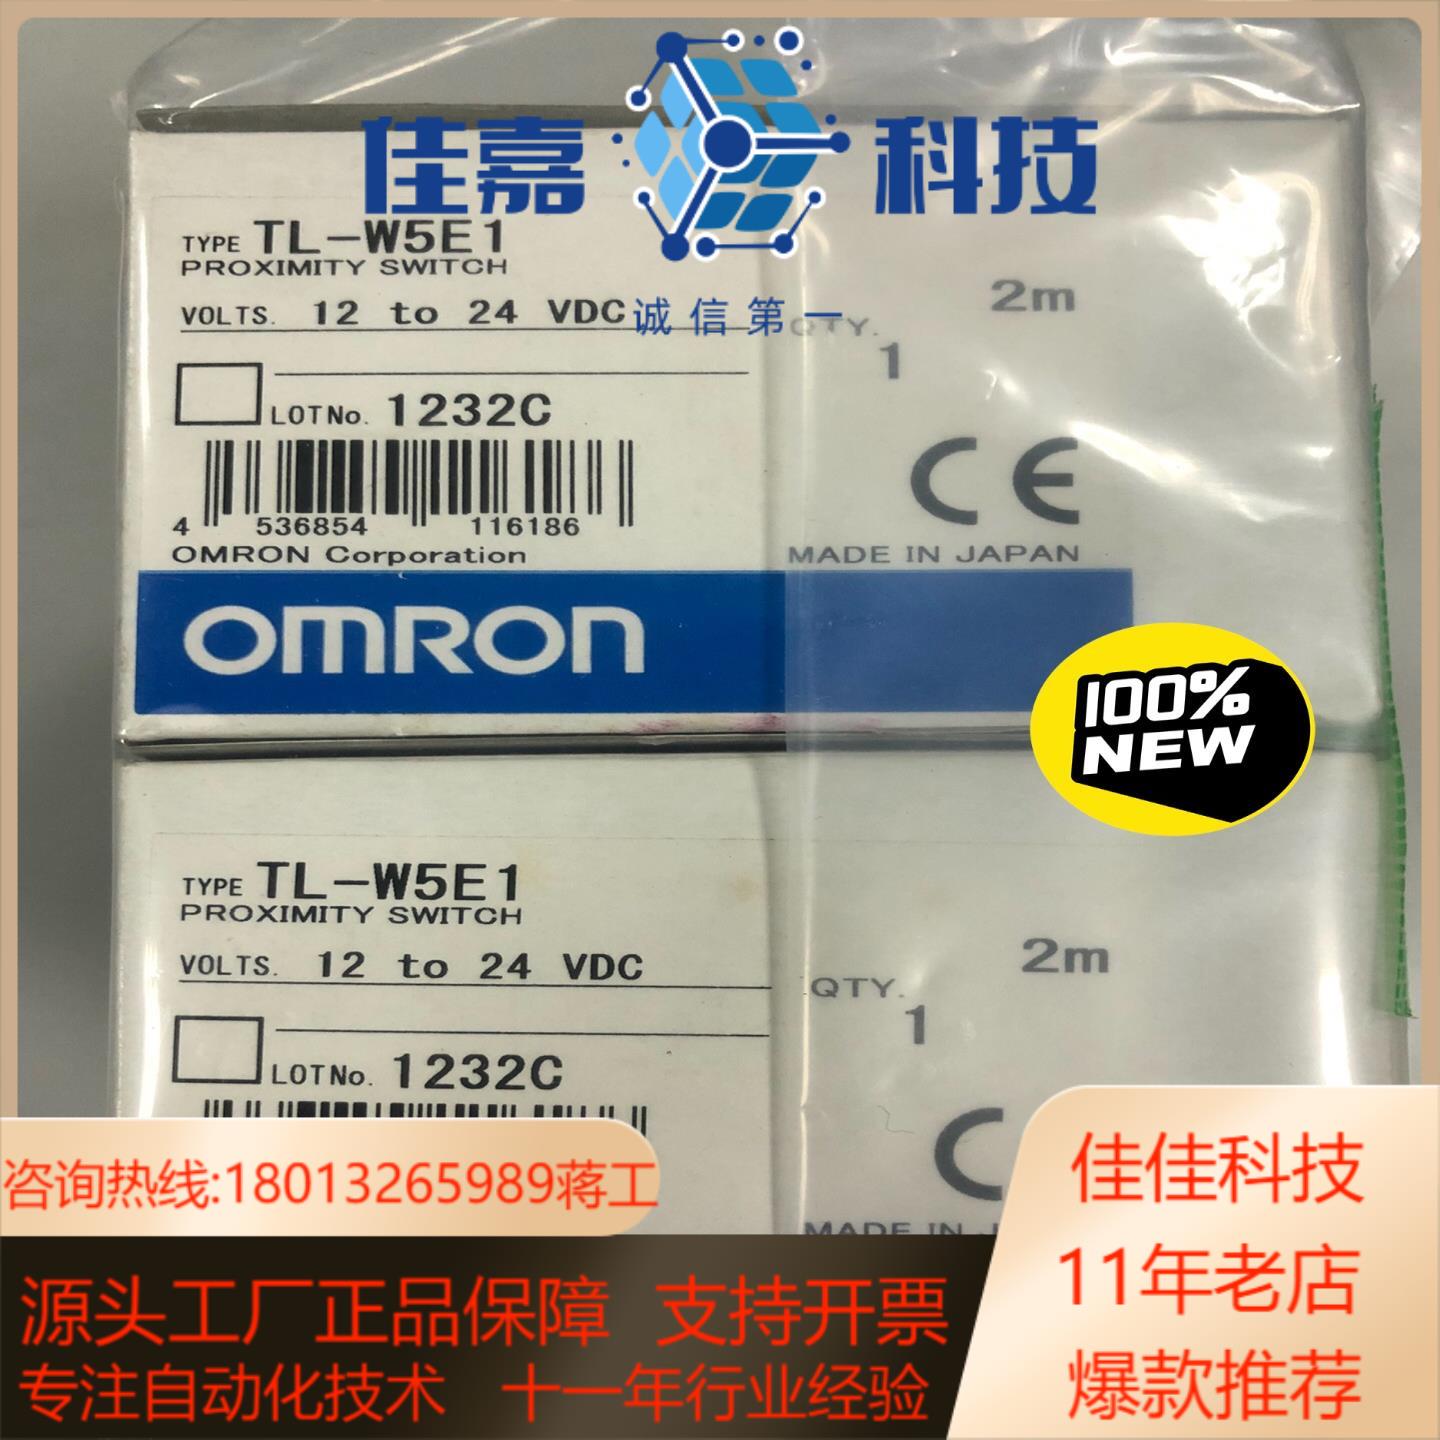 佳嘉科技
诚信第一
TYPE TL-W5E1
PROXIMITY SWITCH
VOLTS. 12 to 24 VDC
2m
QTY.
1
LOT No. 1232C
4 536854 116186
OMRON Corporation
MADE IN JAPAN
CE
OMRON
100%
NEW
TYPE TL-W5E1
PROXIMITY SWITCH
VOLTS. 12 to 24 VDC
2m
QTY.
1
LOT No. 1232C
C
MADE IN J
咨询热线:18013265989蒋工
源头工厂正品保障 支持开票
专注自动化技术 十一年行业经验
佳佳科技
11年老店
爆款推荐